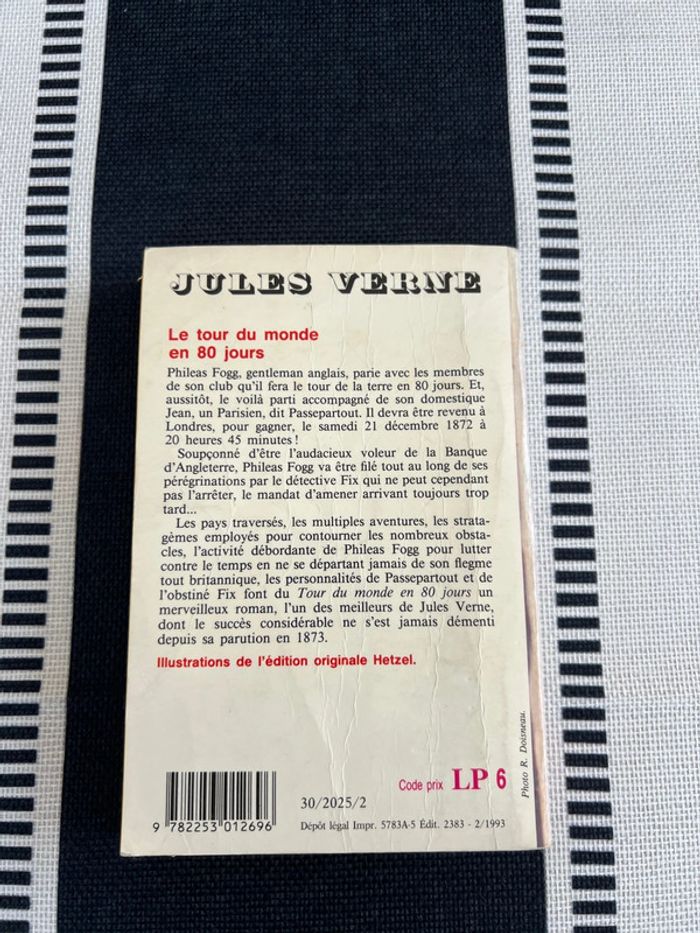 JULES VERNE
Le tour du monde
en 80 jours
Phileas Fogg, gentleman anglais, parie avec les membres
de son club qu'il fera le tour de la terre en 80 jours. Et,
aussitôt, le voilà parti accompagné de son domestique
Jean, un Parisien, dit Passepartout. Il devra être revenu à
Londres, pour gagner, le samedi 21 décembre 1872 à
20 heures 45 minutes !
Soupçonné d'être l'audacieux voleur de la Banque
d'Angleterre, Phileas Fogg va être filé tout au long de ses
pérégrinations par le détective Fix qui ne peut cependant
pas l'arrêter, le mandat d'amener arrivant toujours trop
tard...
Les pays traversés, les multiples aventures, les strata-
gèmes employés pour contourner les nombreux obsta-
cles, l'activité débordante de Phileas Fogg pour lutter
contre le temps en ne se départant jamais de son flegme
tout britannique, les personnalités de Passepartout et de
l'obstiné Fix font du Tour du monde en 80 jours un
merveilleux roman, l'un des meilleurs de Jules Verne,
dont le succès considérable ne s'est jamais démenti
depuis sa parution en 1873.
Illustrations de l'édition originale Hetzel.
Photo R. Doisneau.
Code prix LP 6
30/2025/2
9 782253 012696
Dépôt légal Impr. 5783A-5 Édit. 2383 - 2/1993